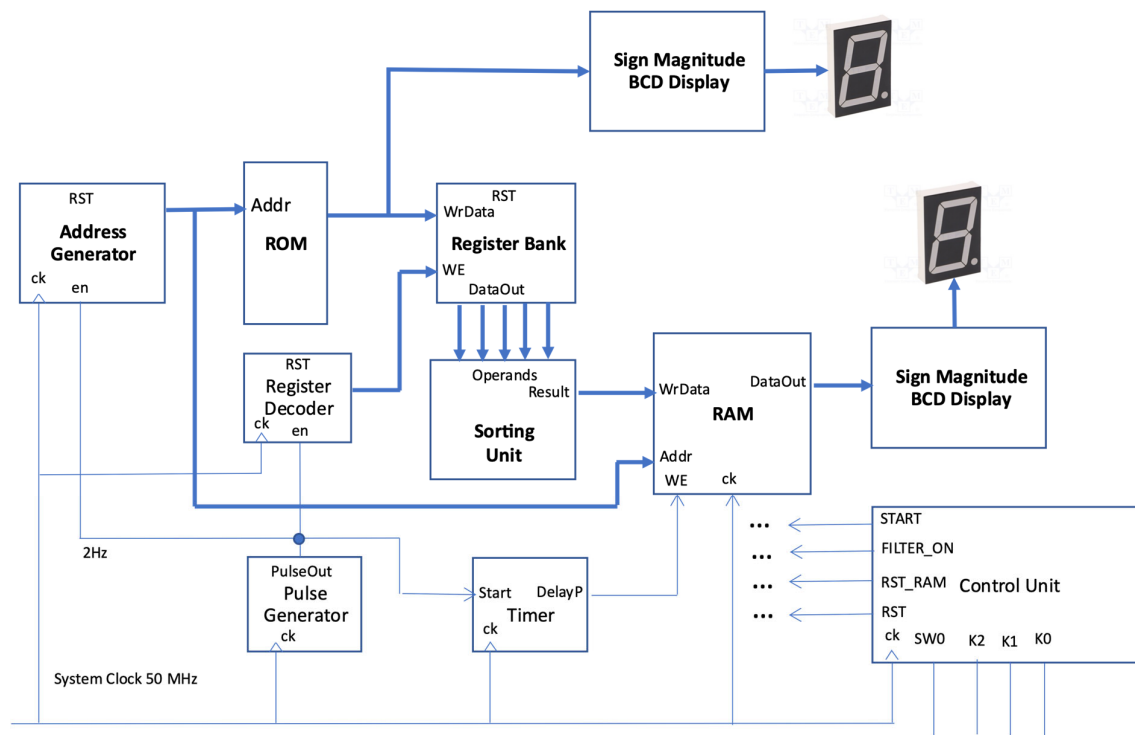 Sign Magnitude
BCD Display
RST
Address
Generator
ck
en
Addr
ROM
RST
WrData
Register Bank
WE
DataOut
RST
Register
Decoder
ck
en
Operands
Result
Sorting
Unit
WrData
DataOut
RAM
Addr
WE
ck
Sign Magnitude
BCD Display
2Hz
PulseOut
Pulse
Generator
ck
Start
DelayP
Timer
ck
...
...
...
...
START
FILTER_ON
RST_RAM
RST
Control Unit
ck
SW0
K2
K1
K0
System Clock 50 MHz